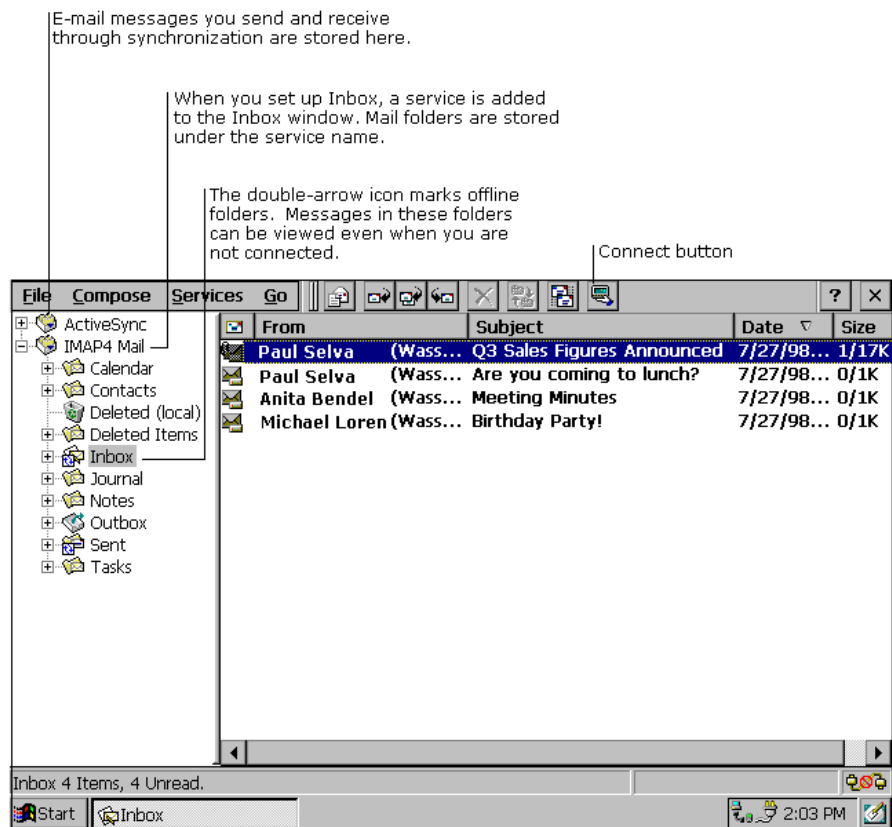 E-mail messages you send and receive
through synchronization are stored here.
When you set up Inbox, a service is added
to the Inbox window. Mail folders are stored
under the service name.
The double-arrow icon marks offline
folders. Messages in these folders
can be viewed even when you are
not connected.
Connect button
File Compose Services Go ? ×
ActiveSync
IMAP4 Mail
Calendar
Contacts
Deleted (local)
Deleted Items
Inbox
Journal
Notes
Outbox
Sent
Tasks
From Subject Date Size
Paul Selva (Wass... Q3 Sales Figures Announced 7/27/98... 1/17K
Paul Selva (Wass... Are you coming to lunch? 7/27/98... 0/1K
Anita Bendel (Wass... Meeting Minutes 7/27/98... 0/1K
Michael Loren (Wass... Birthday Party! 7/27/98... 0/1K
Inbox 4 Items, 4 Unread.
Start Inbox 2:03 PM